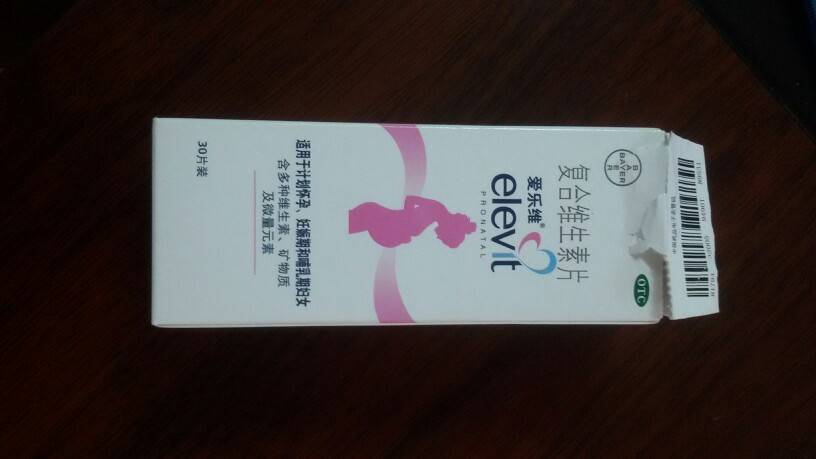 BAYER
BAYER
OTC
复合维生素片
爱乐维®
elevit
PRONATAL
适用于计划怀孕、妊娠期和哺乳期妇女
含多种维生素、矿物质
及微量元素
30片装